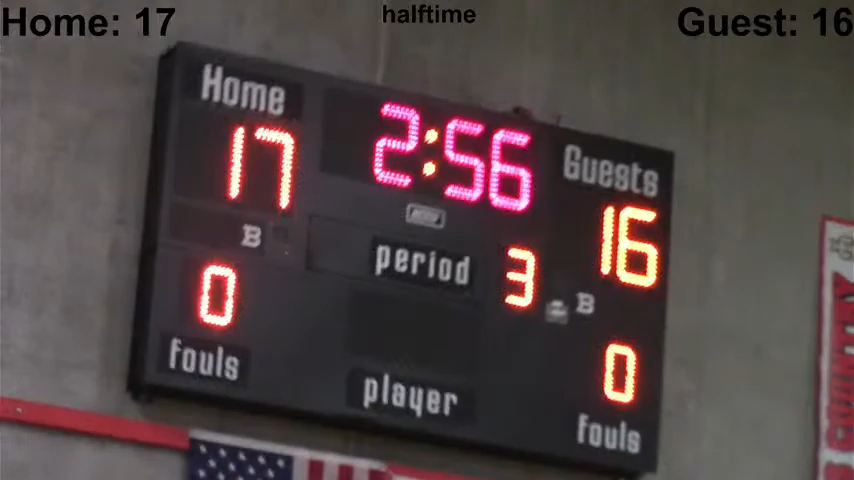 Home: 17
halftime
Guest: 16
Home
2:56
Guests
17
16
B
period
3
B
0
0
fouls
player
fouls